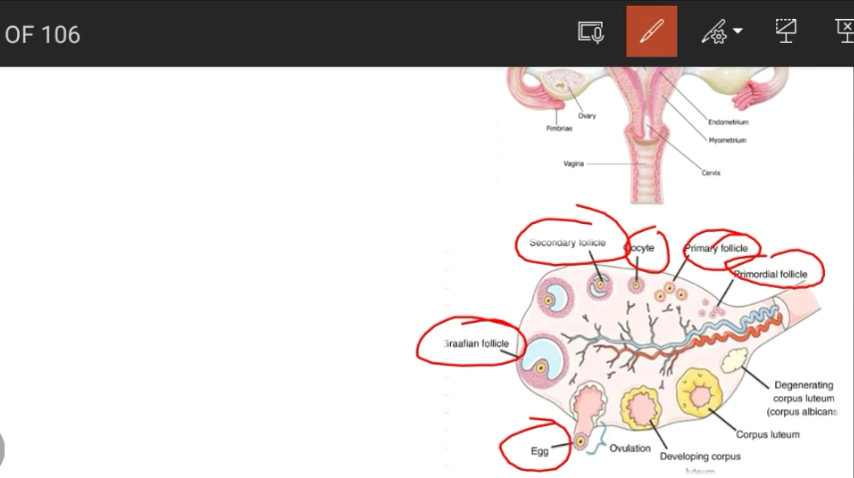 OF 106
Ovary
Fimbriae
Endometrium
Myometrium
Vagina
Cervix
Secondary follicle
Oocyte
Primary follicle
Primordial follicle
Graafian follicle
Degenerating
corpus luteum
(corpus albicans
Corpus luteum
Egg
Ovulation
Developing corpus
luteum